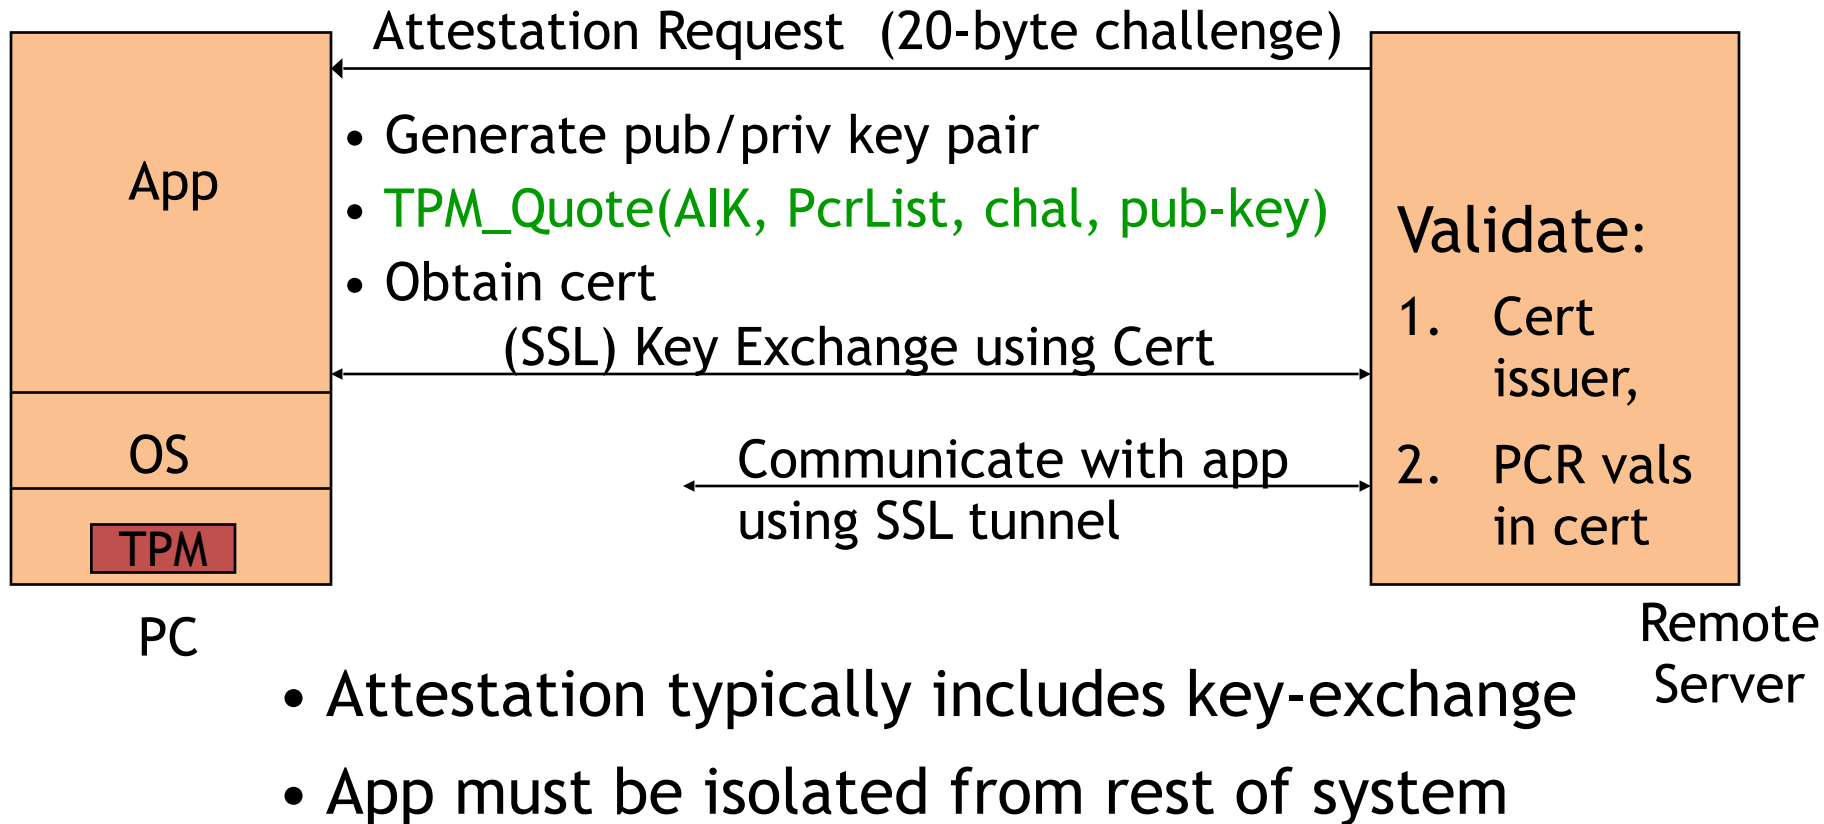 Attestation Request (20-byte challenge)
App
• Generate pub/priv key pair
• TPM_Quote(AIK, PcrList, chal, pub-key)
• Obtain cert
(SSL) Key Exchange using Cert
OS
Communicate with app
using SSL tunnel
TPM
PC
Validate:
1. Cert
issuer,
2. PCR vals
in cert
Remote
Server
• Attestation typically includes key-exchange
• App must be isolated from rest of system